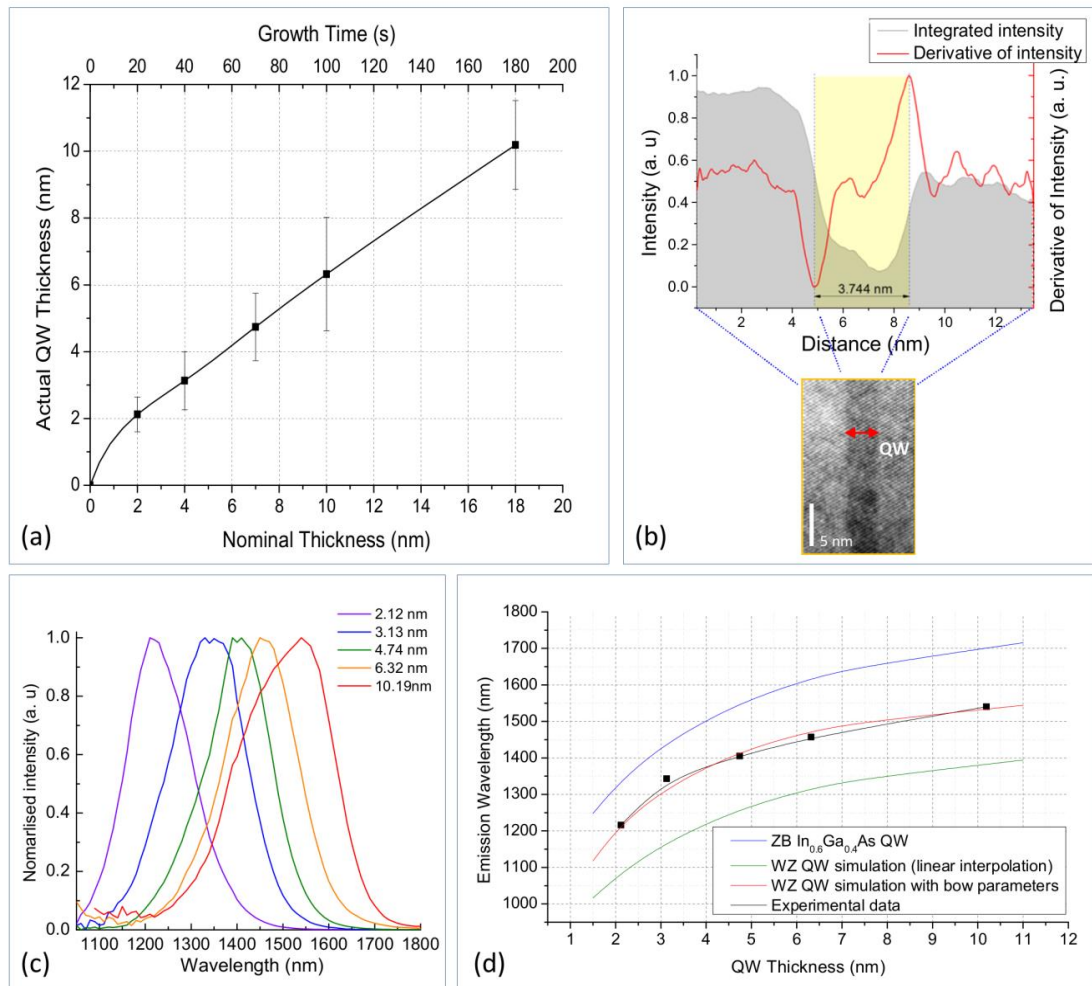 Growth Time (s)
0 20 40 60 80 100 120 140 160 180 200
12
10
8
6
4
2
0
Actual QW Thickness (nm)
0 2 4 6 8 10 12 14 16 18 20
Nominal Thickness (nm)
(a)
Integrated intensity
Derivative of intensity
1.0
0.8
0.6
0.4
0.2
0.0
Intensity (a. u)
Derivative of Intensity (a. u.)
3.744 nm
2 4 6 8 10 12
Distance (nm)
QW
5 nm
(b)
2.12 nm
3.13 nm
4.74 nm
6.32 nm
10.19nm
1.0
0.8
0.6
0.4
0.2
0.0
Nomarlised intensity (a. u)
1100 1200 1300 1400 1500 1600 1700 1800
Wavelength (nm)
(c)
1800
1700
1600
1500
1400
1300
1200
1100
1000
Emission Wavelength (nm)
ZB In0.6Ga0.4As QW
WZ QW simulation (linear interpolation)
WZ QW simulation with bow parameters
Experimental data
1 2 3 4 5 6 7 8 9 10 11 12
QW Thickness (nm)
(d)